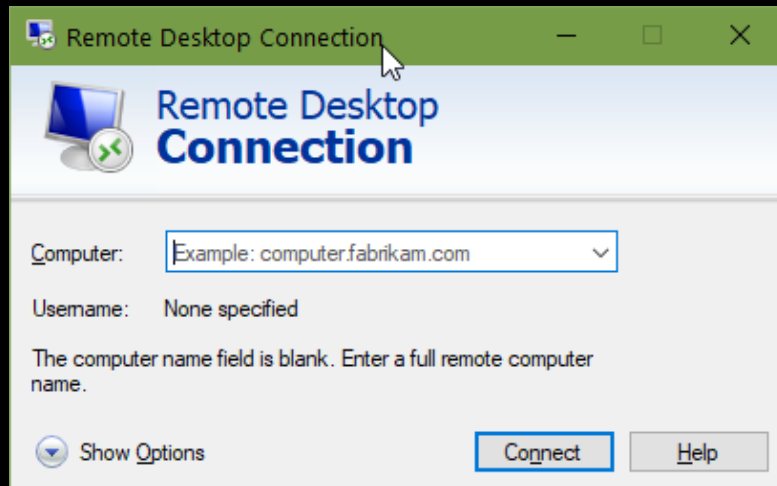 Remote Desktop Connection
Remote Desktop
Connection
Computer: Example: computer.fabrikam.com
Username: None specified
The computer name field is blank. Enter a full remote computer
name.
Show Options Connect Help